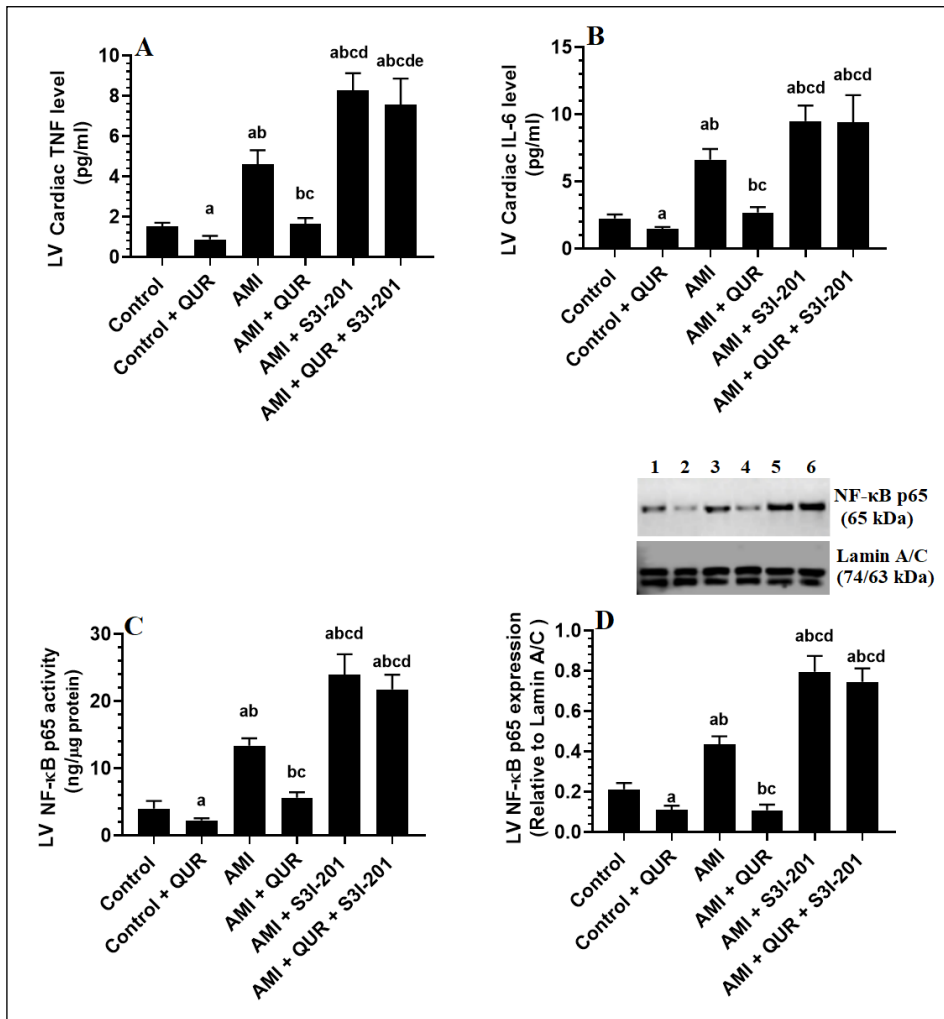 A
LV Cardiac TNF level
(pg/ml)
10
8
6
4
2
0
a
ab
bc
abcd
abcde
Control
Control + QUR
AMI
AMI + QUR
AMI + S3I-201
AMI + QUR + S3I-201
B
LV Cardiac IL-6 level
(pg/ml)
15
10
5
0
a
ab
bc
abcd
abcd
Control
Control + QUR
AMI
AMI + QUR
AMI + S3I-201
AMI + QUR + S3I-201
1 2 3 4 5 6
NF-κB p65
(65 kDa)
Lamin A/C
(74/63 kDa)
C
LV NF-κB p65 activity
(ng/μg protein)
30
20
10
0
a
ab
bc
abcd
abcd
Control
Control + QUR
AMI
AMI + QUR
AMI + S3I-201
AMI + QUR + S3I-201
D
LV NF-κB p65 expression
(Relative to Lamin A/C )
1.0
0.8
0.6
0.4
0.2
0.0
a
ab
bc
abcd
abcd
Control
Control + QUR
AMI
AMI + QUR
AMI + S3I-201
AMI + QUR + S3I-201